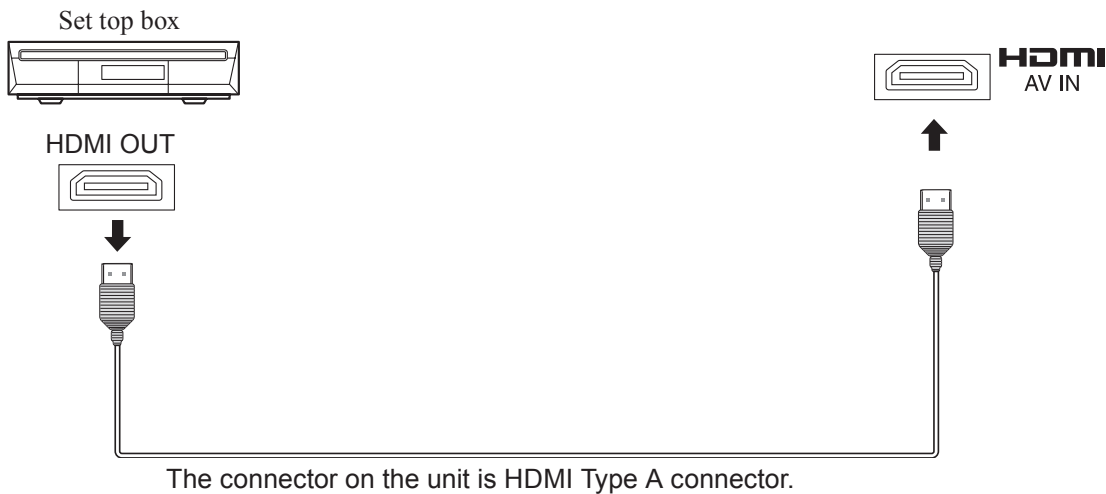 Set top box
HDMI
AV IN
HDMI OUT
The connector on the unit is HDMI Type A connector.